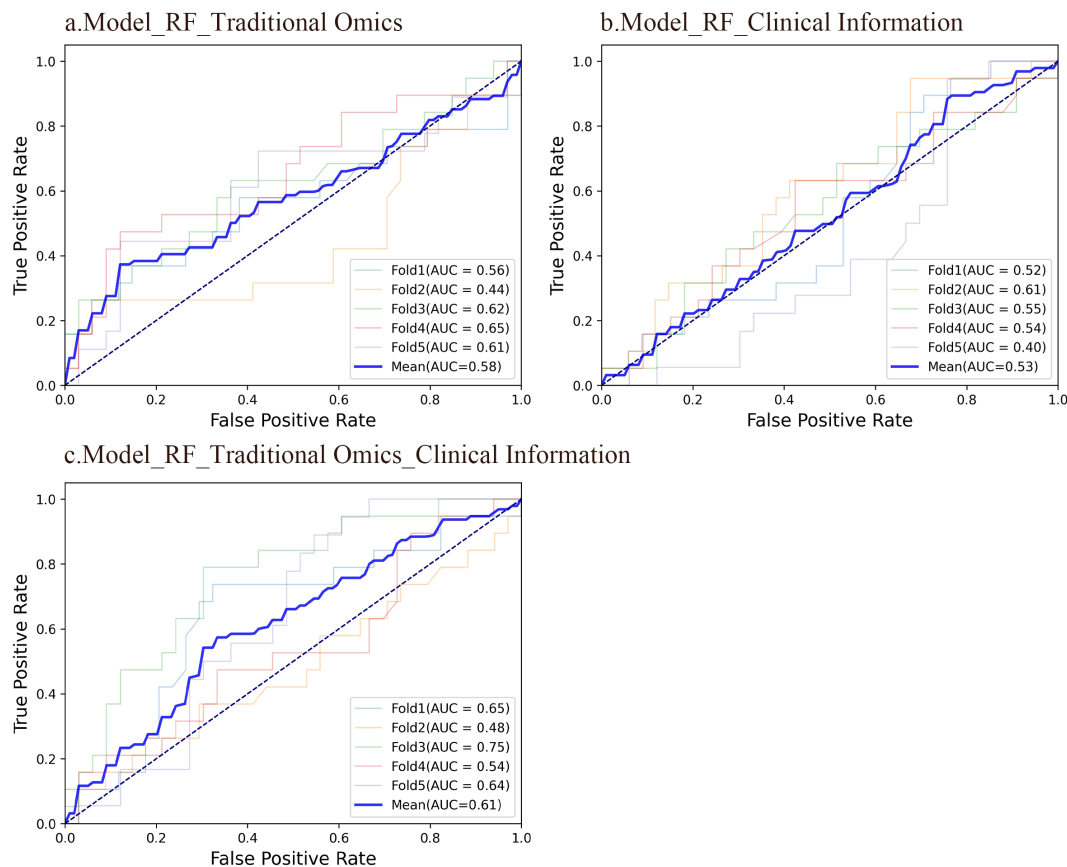 a.Model_RF_Traditional Omics
1.0
0.8
0.6
0.4
0.2
0.0
True Positive Rate
Fold1(AUC = 0.56)
Fold2(AUC = 0.44)
Fold3(AUC = 0.62)
Fold4(AUC = 0.65)
Fold5(AUC = 0.61)
Mean(AUC=0.58)
0.0 0.2 0.4 0.6 0.8 1.0
False Positive Rate
b.Model_RF_Clinical Information
1.0
0.8
0.6
0.4
0.2
0.0
True Positive Rate
Fold1(AUC = 0.52)
Fold2(AUC = 0.61)
Fold3(AUC = 0.55)
Fold4(AUC = 0.54)
Fold5(AUC = 0.40)
Mean(AUC=0.53)
0.0 0.2 0.4 0.6 0.8 1.0
False Positive Rate
c.Model_RF_Traditional Omics_Clinical Information
1.0
0.8
0.6
0.4
0.2
0.0
True Positive Rate
Fold1(AUC = 0.65)
Fold2(AUC = 0.48)
Fold3(AUC = 0.75)
Fold4(AUC = 0.54)
Fold5(AUC = 0.64)
Mean(AUC=0.61)
0.0 0.2 0.4 0.6 0.8 1.0
False Positive Rate